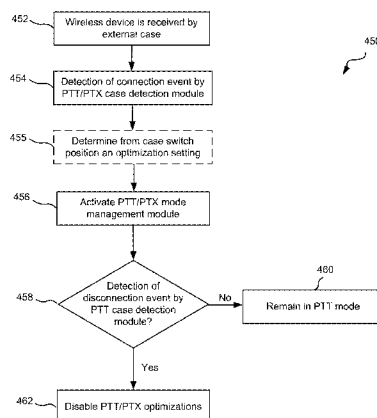 452
Wireless device is received by
external case
450
454
Detection of connection event by
PTT/PTX case detection module
455
Determine from case switch
position an optimization setting
456
Activate PTT/PTX mode
management module
458
Detection of
disconnection event by
PTT case detection
module?
No
460
Remain in PTT mode
Yes
462
Disable PTT/PTX optimizations